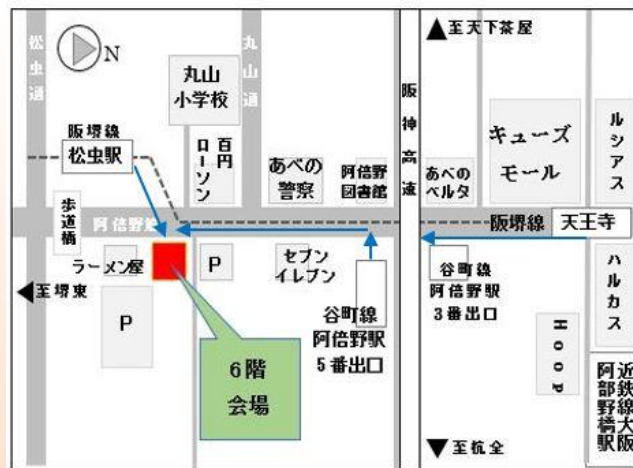 松虫通
N
丸山通
丸山
小学校
阪神高速
▲至天下茶屋
阪堺線
松虫駅
百円
ローソン
あべの
警察
阿倍野
図書館
あべの
ベルタ
キューズ
モール
ルシアス
歩道橋
阿倍野
阪堺線
天王寺
ラーメン屋
P
セブン
イレブン
谷町線
阿倍野駅
3番出口
ハルカス
◀至堺東
P
谷町線
阿倍野駅
5番出口
Hoop
6階
会場
近鉄大阪
阿部野橋駅
線
▼至杭全